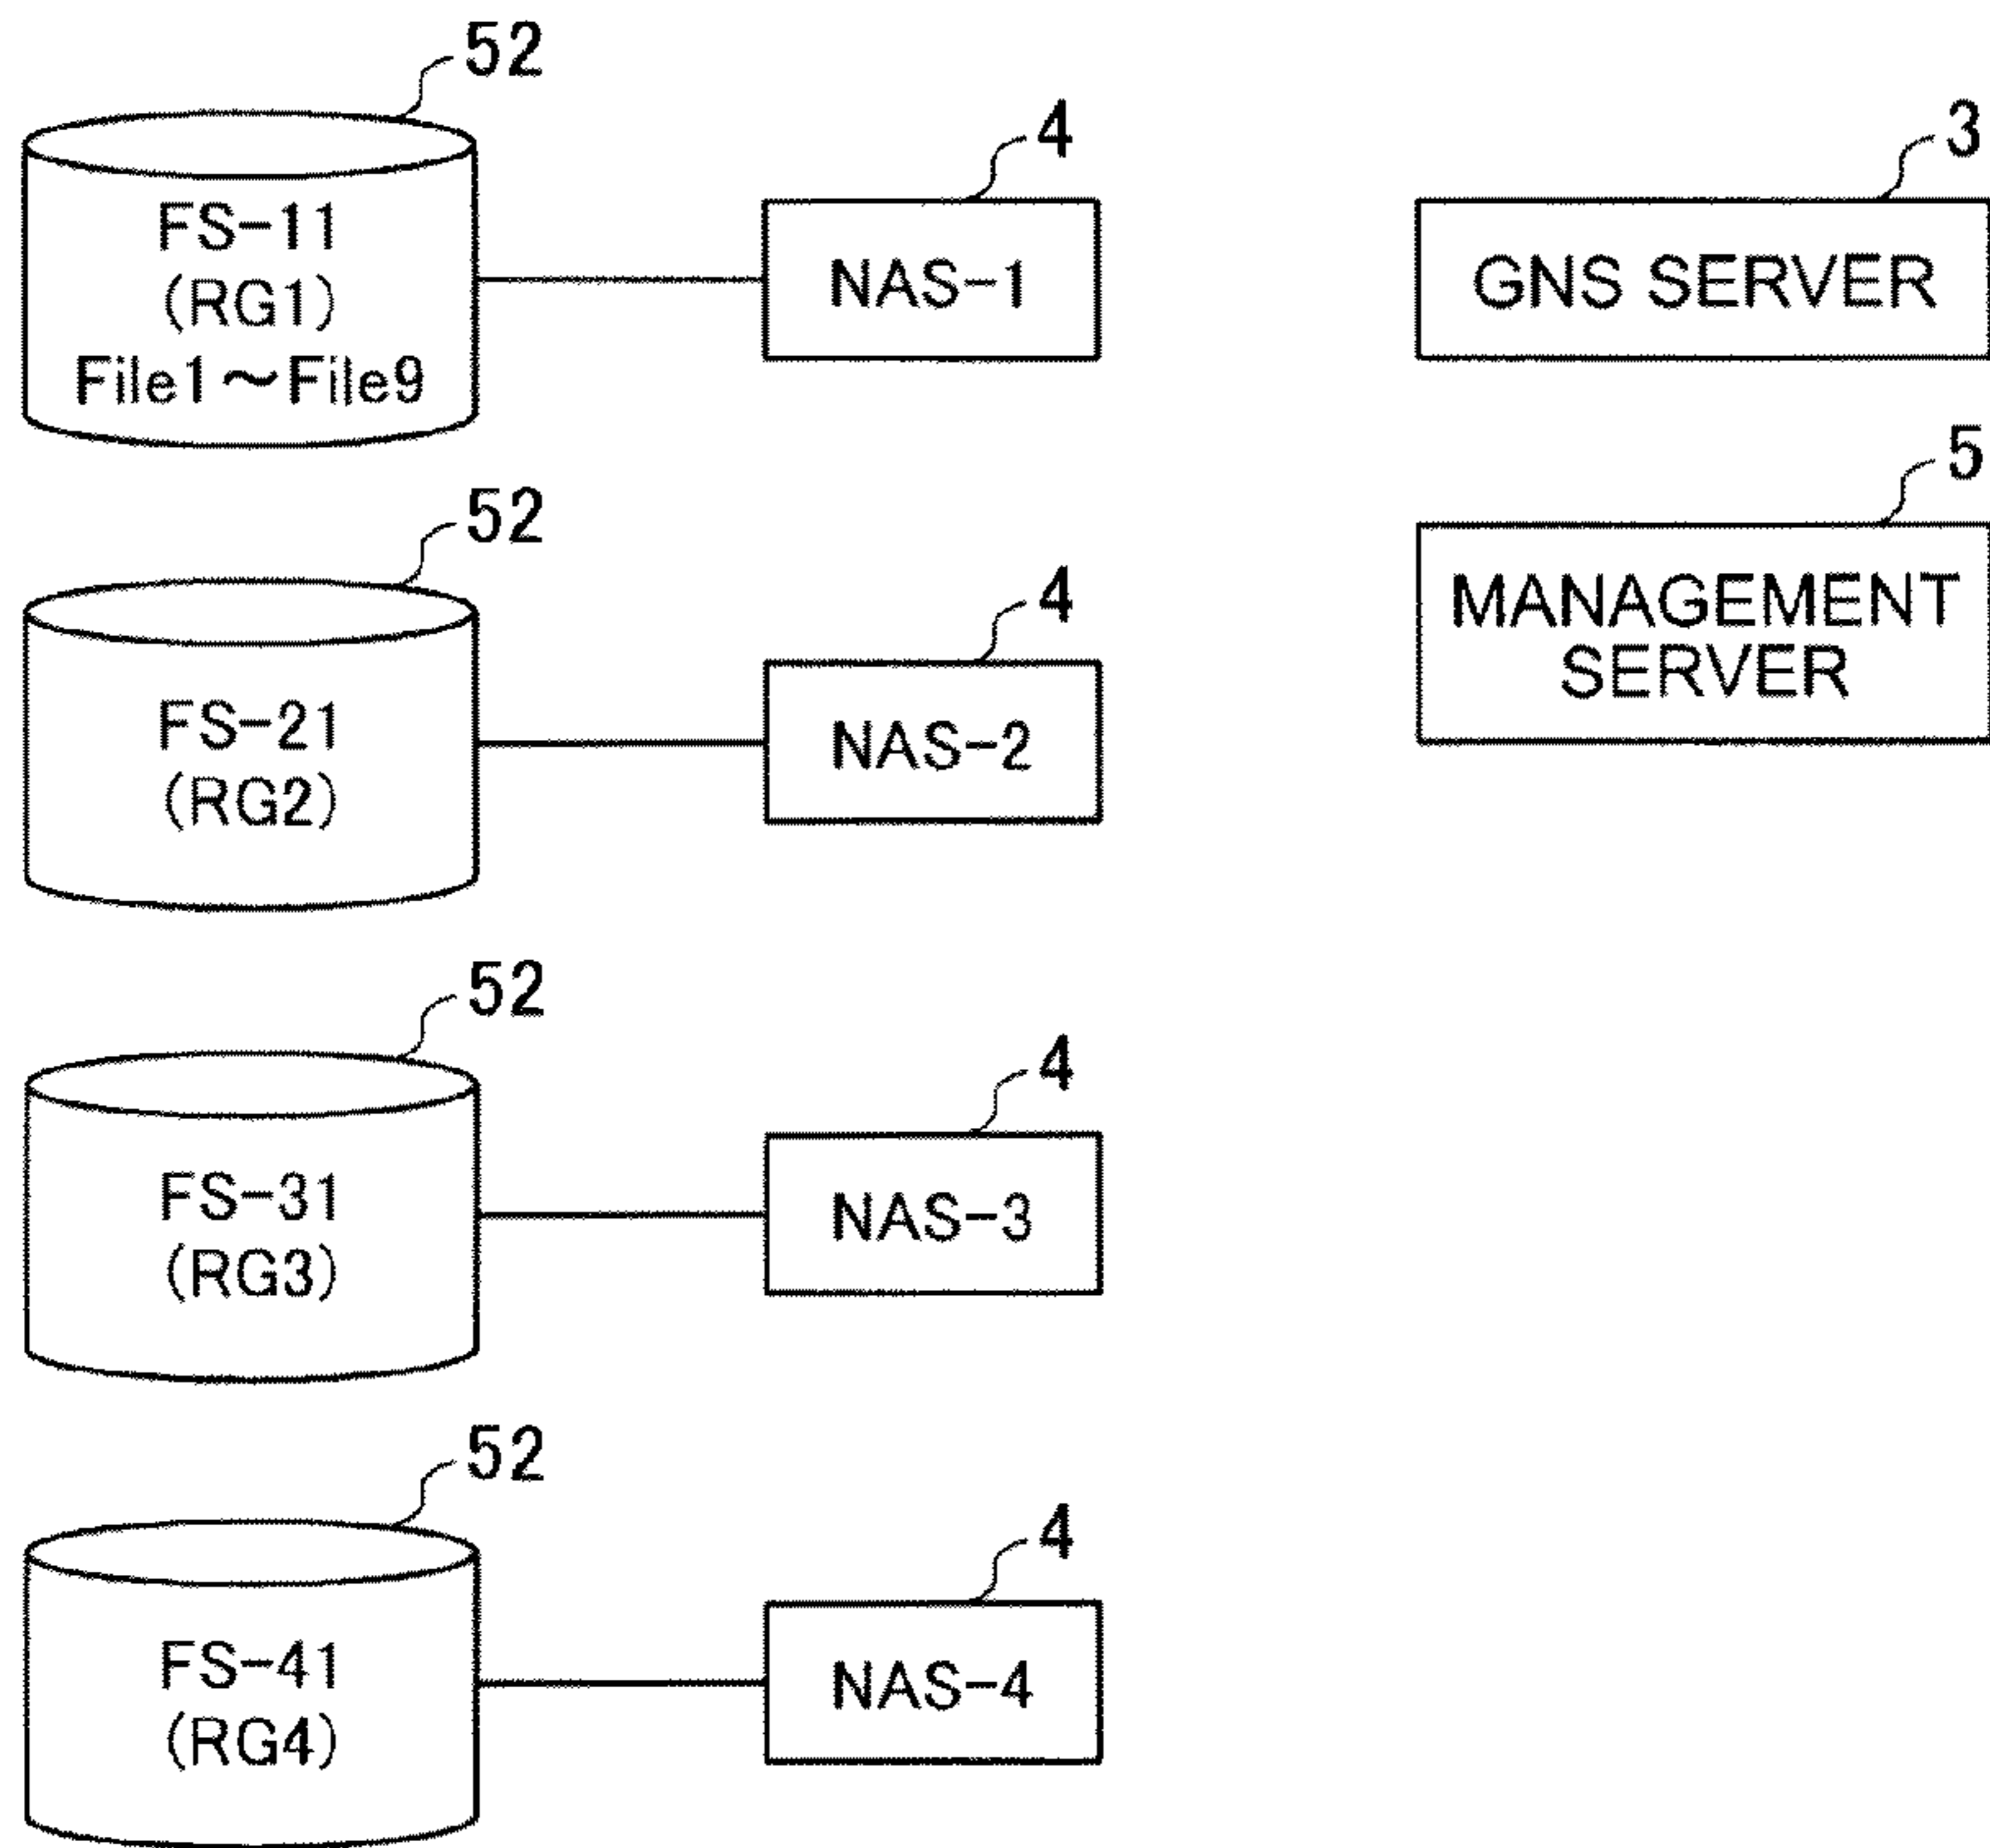 52
FS-11
(RG1)
File1~File9
4
NAS-1
3
GNS SERVER
5
MANAGEMENT
SERVER
52
FS-21
(RG2)
4
NAS-2
52
FS-31
(RG3)
4
NAS-3
52
FS-41
(RG4)
4
NAS-4